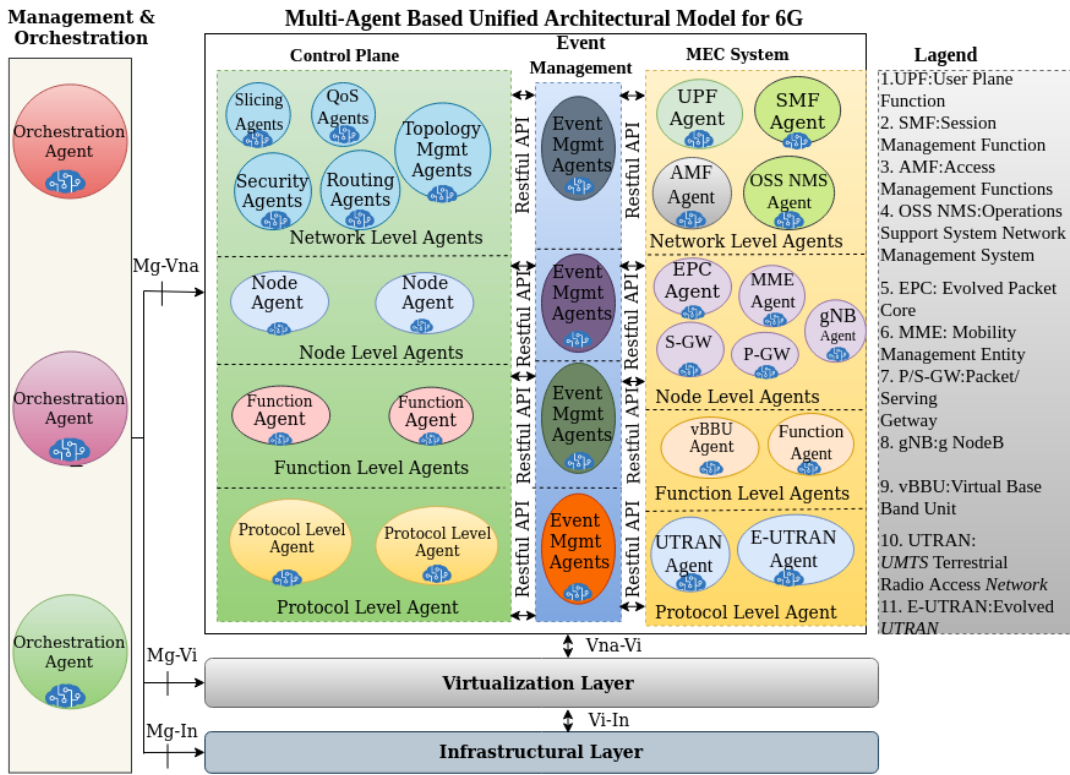 Management &
Orchestration
Orchestration
Agent
Orchestration
Agent
Orchestration
Agent
Mg-Vna
Mg-Vi
Mg-In
Multi-Agent Based Unified Architectural Model for 6G
Control Plane
Slicing
Agents
QoS
Agents
Topology
Mgmt
Agents
Security
Agents
Routing
Agents
Network Level Agents
Node
Agent
Node
Agent
Node Level Agents
Function
Agent
Function
Agent
Function Level Agents
Protocol Level
Agent
Protocol Level
Agent
Protocol Level Agent
Restful API
Restful API
Restful API
Restful API
Event
Management
Event
Mgmt
Agents
Event
Mgmt
Agents
Event
Mgmt
Agents
Event
Mgmt
Agents
Restful API
Restful API
Restful API
Restful API
MEC System
UPF
Agent
SMF
Agent
AMF
Agent
OSS NMS
Agent
Network Level Agents
EPC
Agent
MME
Agent
gNB
Agent
S-GW
P-GW
Node Level Agents
vBBU
Agent
Function
Agent
Function Level Agents
UTRAN
Agent
E-UTRAN
Agent
Protocol Level Agent
Vna-Vi
Virtualization Layer
Vi-In
Infrastructural Layer
Lagend
1.UPF:User Plane
Function
2. SMF:Session
Management Function
3. AMF:Access
Management Functions
4. OSS NMS:Operations
Support System Network
Management System
5. EPC: Evolved Packet
Core
6. MME: Mobility
Management Entity
7. P/S-GW:Packet/
Serving
Getway
8. gNB:g NodeB
9. vBBU:Virtual Base
Band Unit
10. UTRAN:
UMTS Terrestrial
Radio Access Network
11. E-UTRAN:Evolved
UTRAN